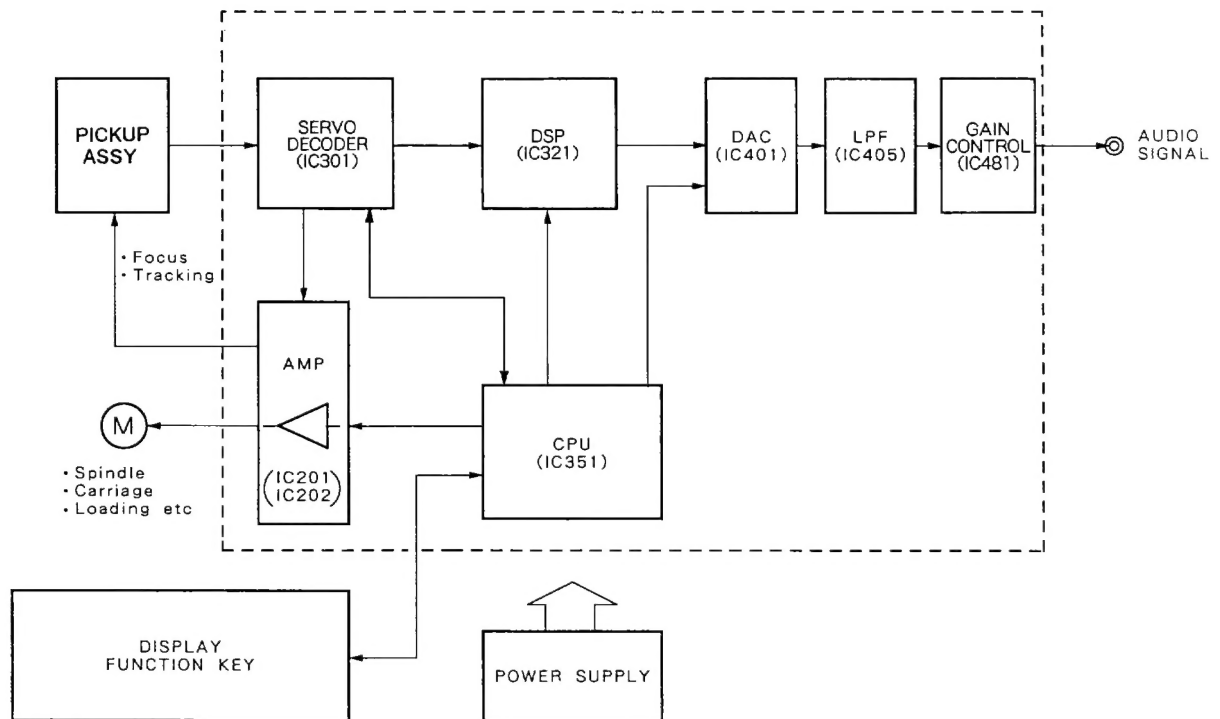 PICKUP
ASSY
SERVO
DECODER
(IC301)
DSP
(IC321)
DAC
(IC401)
LPF
(IC405)
GAIN
CONTROL
(IC481)
AUDIO
SIGNAL
• Focus
• Tracking
AMP
(IC201
IC202)
M
• Spindle
• Carriage
• Loading etc
CPU
(IC351)
DISPLAY
FUNCTION KEY
POWER SUPPLY